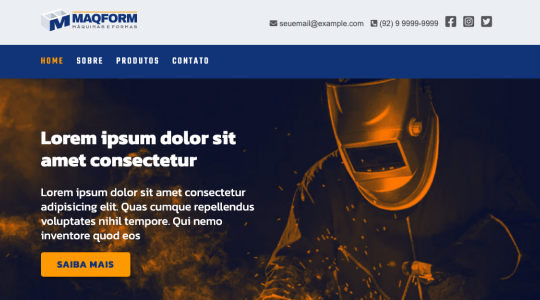 MAQFORM
MÁQUINAS E FORMAS
seuemail@example.com (92) 9 9999-9999
HOME SOBRE PRODUTOS CONTATO
Lorem ipsum dolor sit
amet consectetur
Lorem ipsum dolor sit amet consectetur
adipisicing elit. Quas cumque repellendus
voluptates nihil tempore. Qui nemo
inventore quod eos
SAIBA MAIS